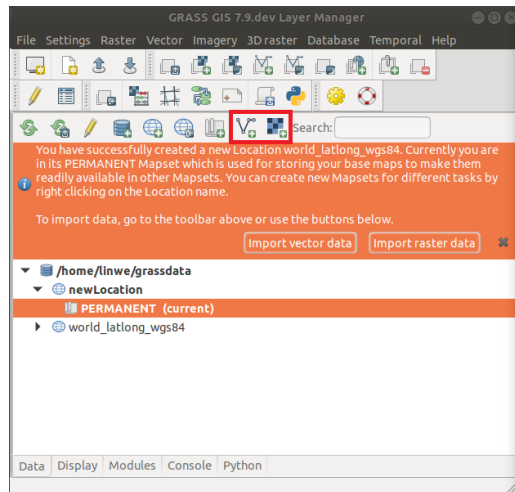 GRASS GIS 7.9.dev Layer Manager
File Settings Raster Vector Imagery 3D raster Database Temporal Help
Search:
You have successfully created a new Location world_latlong_wgs84. Currently you are
in its PERMANENT Mapset which is used for storing your base maps to make them
readily available in other Mapsets. You can create new Mapsets for different tasks by
right clicking on the Location name.
To import data, go to the toolbar above or use the buttons below.
Import vector data Import raster data
/home/linwe/grassdata
newLocation
PERMANENT (current)
world_latlong_wgs84
Data Display Modules Console Python